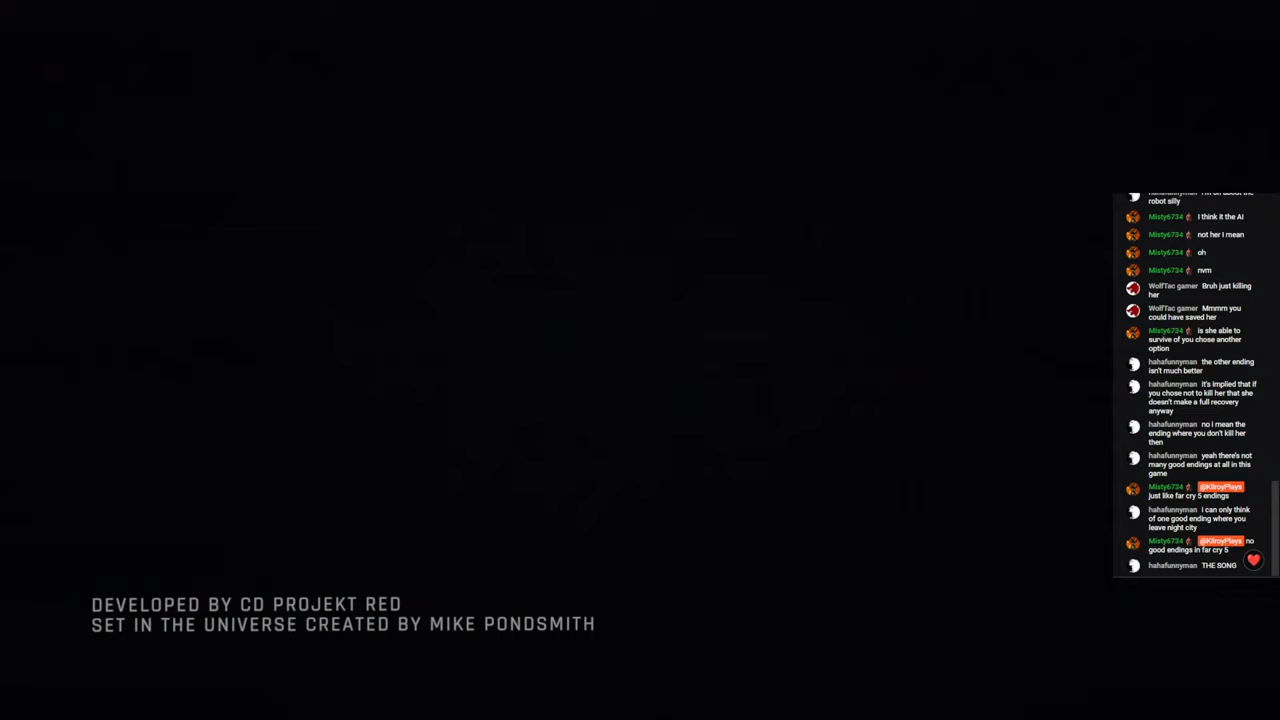 robot silly
Misty6734 I think it the AI
Misty6734 not her I mean
Misty6734 oh
Misty6734 nvm
WolfTac gamer Bruh just killing
her
WolfTac gamer Mmmm you
could have saved her
Misty6734 is she able to
survive of you chose another
option
hahafunnyman the other ending
isn't much better
hahafunnyman it's implied that if
you chose not to kill her that she
doesn't make a full recovery
anyway
hahafunnyman no i mean the
ending where you don't kill her
then
hahafunnyman yeah there's not
many good endings at all in this
game
Misty6734 @KilroyPlays
just like far cry 5 endings
hahafunnyman i can only think
of one good ending where you
leave night city
Misty6734 @KilroyPlays no
good endings in far cry 5
hahafunnyman THE SONG
DEVELOPED BY CD PROJEKT RED
SET IN THE UNIVERSE CREATED BY MIKE PONDSMITH